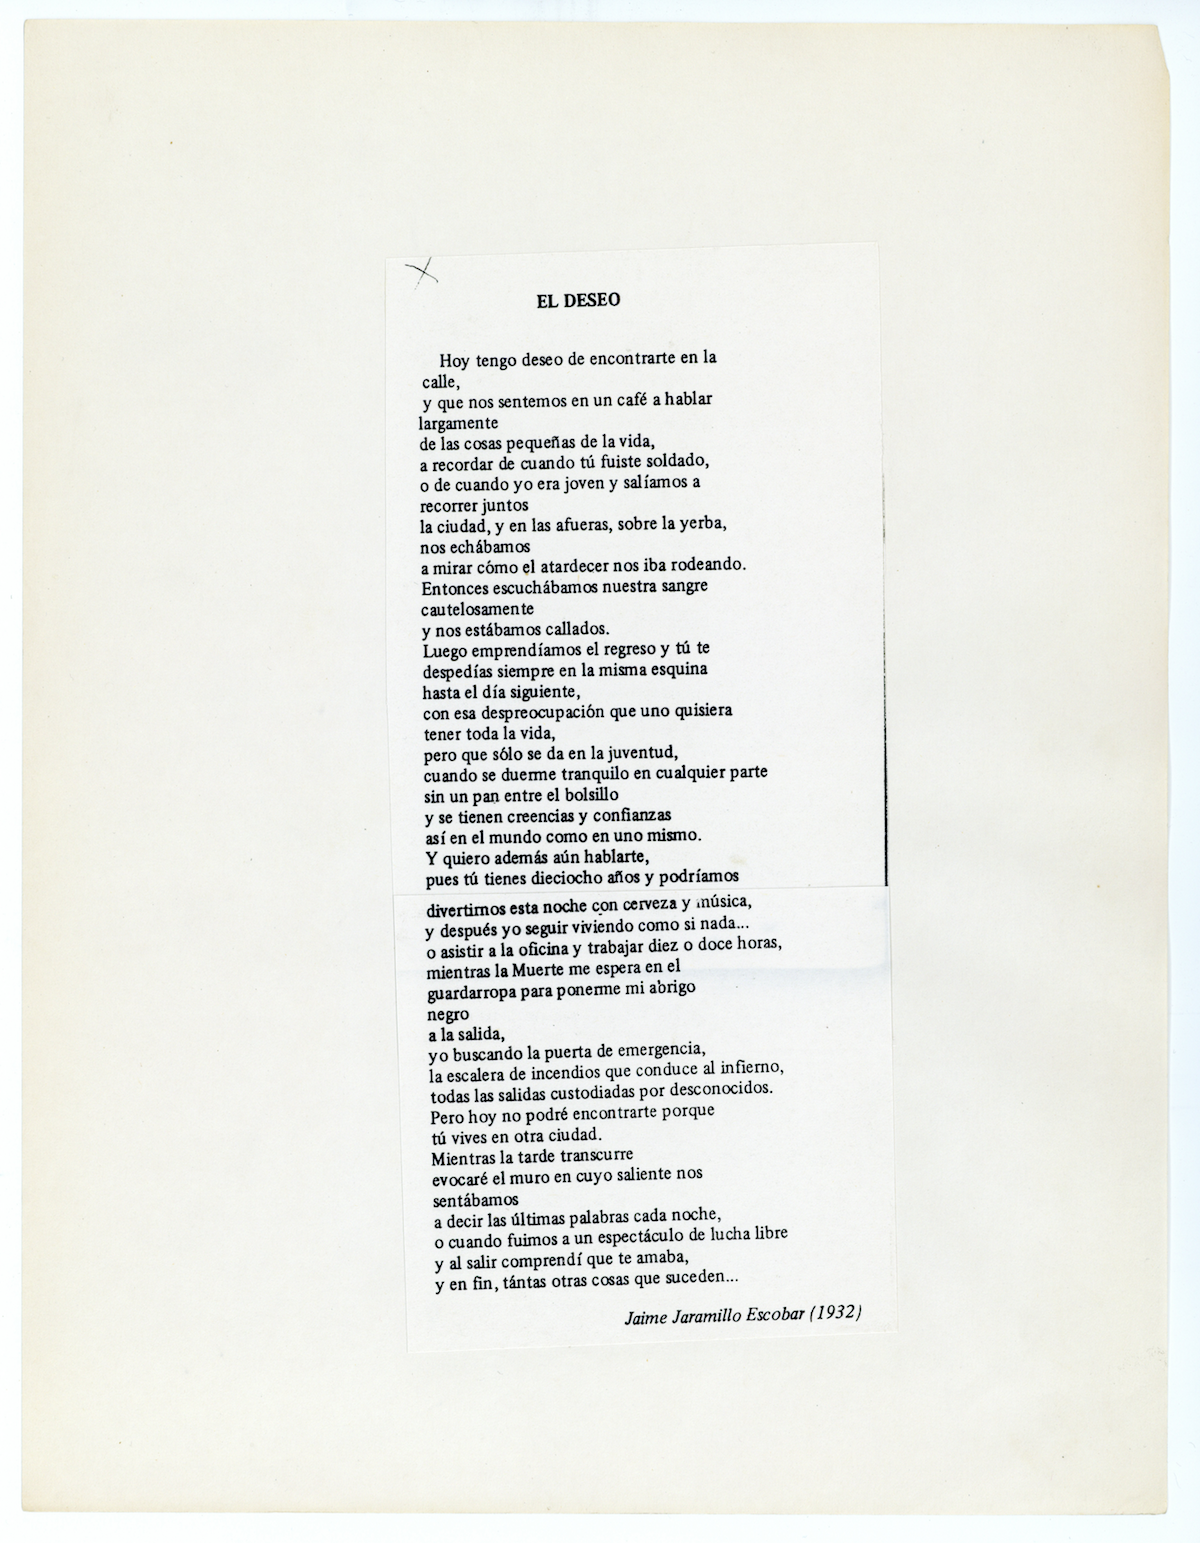 EL DESEO
Hoy tengo deseo de encontrarte en la
calle,
y que nos sentemos en un café a hablar
largamente
de las cosas pequeñas de la vida,
a recordar de cuando tú fuiste soldado,
o de cuando yo era joven y salíamos a
recorrer juntos
la ciudad, y en las afueras, sobre la yerba,
nos echábamos
a mirar cómo el atardecer nos iba rodeando.
Entonces escuchábamos nuestra sangre
cautelosamente
y nos estábamos callados.
Luego emprendíamos el regreso y tú te
despedías siempre en la misma esquina
hasta el día siguiente,
con esa despreocupación que uno quisiera
tener toda la vida,
pero que sólo se da en la juventud,
cuando se duerme tranquilo en cualquier parte
sin un pan entre el bolsillo
y se tienen creencias y confianzas
así en el mundo como en uno mismo.
Y quiero además aún hablarte,
pues tú tienes dieciocho años y podríamos
divertirnos esta noche con cerveza y música,
y después yo seguir viviendo como si nada...
o asistir a la oficina y trabajar diez o doce horas,
mientras la Muerte me espera en el
guardarropa para ponerme mi abrigo
negro
a la salida,
yo buscando la puerta de emergencia,
la escalera de incendios que conduce al infierno,
todas las salidas custodiadas por desconocidos.
Pero hoy no podré encontrarte porque
tú vives en otra ciudad.
Mientras la tarde transcurre
evocaré el muro en cuyo saliente nos
sentábamos
a decir las últimas palabras cada noche,
o cuando fuimos a un espectáculo de lucha libre
y al salir comprendí que te amaba,
y en fin, tántas otras cosas que suceden...
Jaime Jaramillo Escobar (1932)